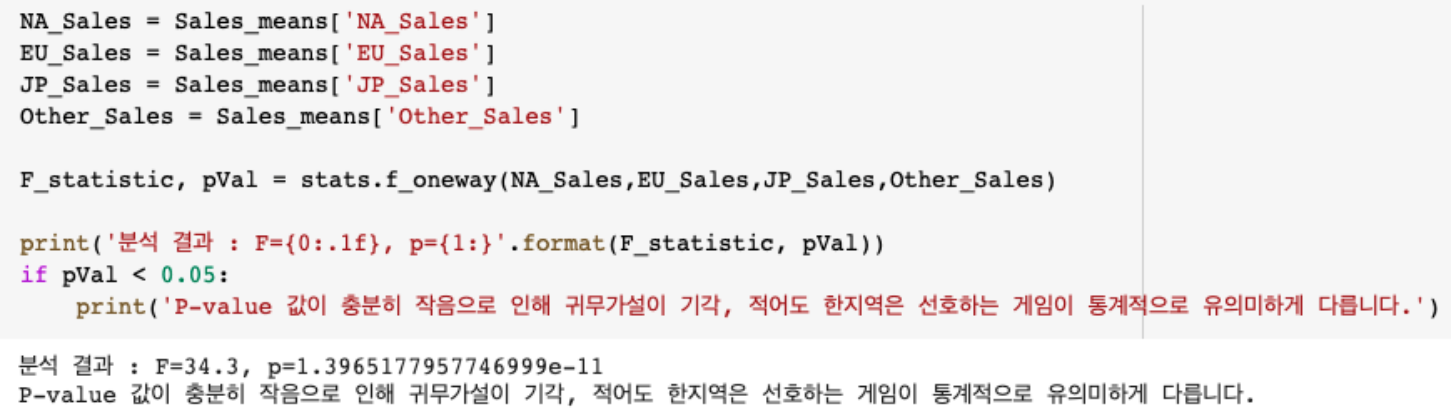 NA_Sales = Sales_means['NA_Sales']
EU_Sales = Sales_means['EU_Sales']
JP_Sales = Sales_means['JP_Sales']
Other_Sales = Sales_means['Other_Sales']
F_statistic, pVal = stats.f_oneway(NA_Sales,EU_Sales,JP_Sales,Other_Sales)
print('분석 결과 : F={0:.1f}, p={1:}'.format(F_statistic, pVal))
if pVal < 0.05:
    print('P-value 값이 충분히 작음으로 인해 귀무가설이 기각, 적어도 한지역은 선호하는 게임이 통계적으로 유의미하게 다릅니다.')
분석 결과 : F=34.3, p=1.3965177957746999e-11
P-value 값이 충분히 작음으로 인해 귀무가설이 기각, 적어도 한지역은 선호하는 게임이 통계적으로 유의미하게 다릅니다.